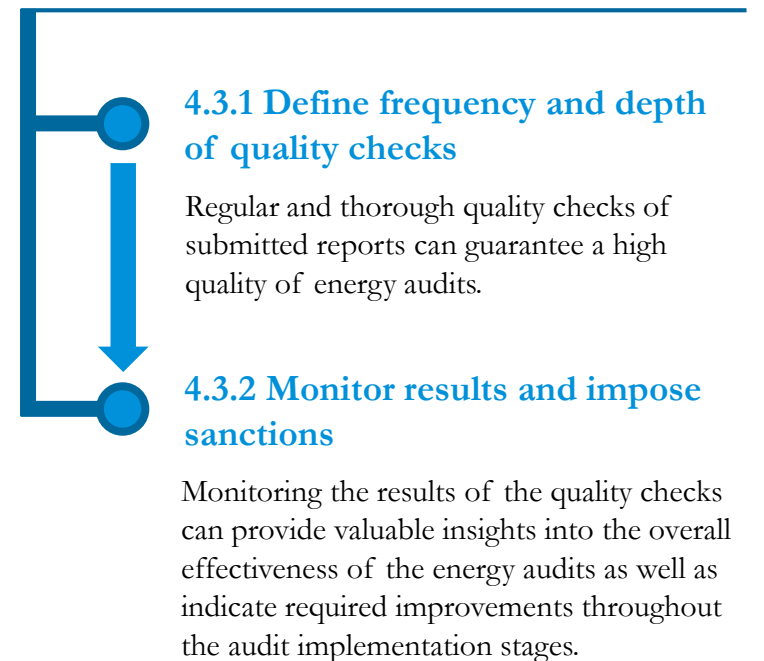 4.3.1 Define frequency and depth
of quality checks
Regular and thorough quality checks of
submitted reports can guarantee a high
quality of energy audits.
4.3.2 Monitor results and impose
sanctions
Monitoring the results of the quality checks
can provide valuable insights into the overall
effectiveness of the energy audits as well as
indicate required improvements throughout
the audit implementation stages.